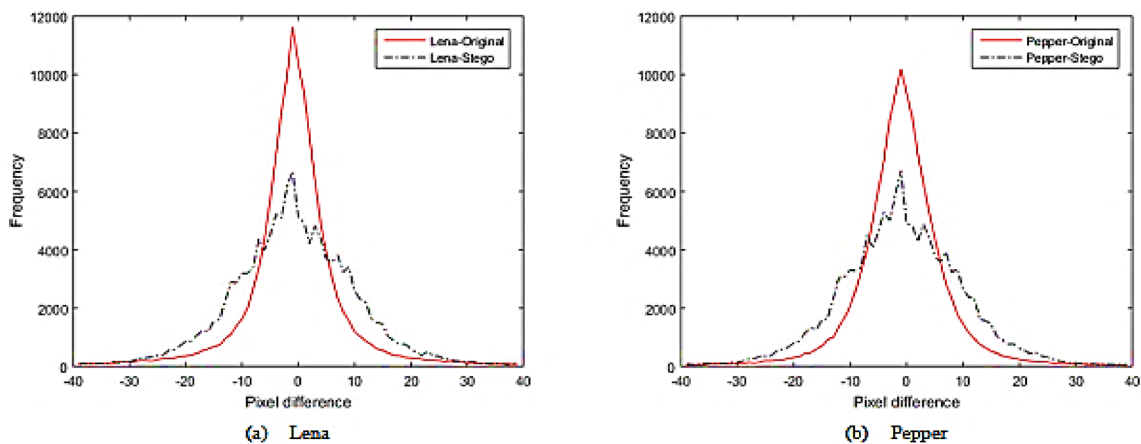 12000
10000
8000
6000
4000
2000
0
Frequency
-40 -30 -20 -10 0 10 20 30 40
Pixel difference
Lena-Original
Lena-Stego
(a) Lena
12000
10000
8000
6000
4000
2000
0
Frequency
-40 -30 -20 -10 0 10 20 30 40
Pixel difference
Pepper-Original
Pepper-Stego
(b) Pepper